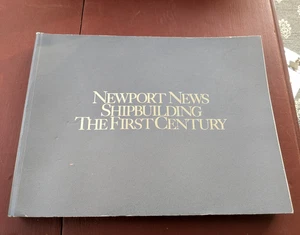 NEWPORT NEWS
SHIPBUILDING
THE FIRST CENTURY